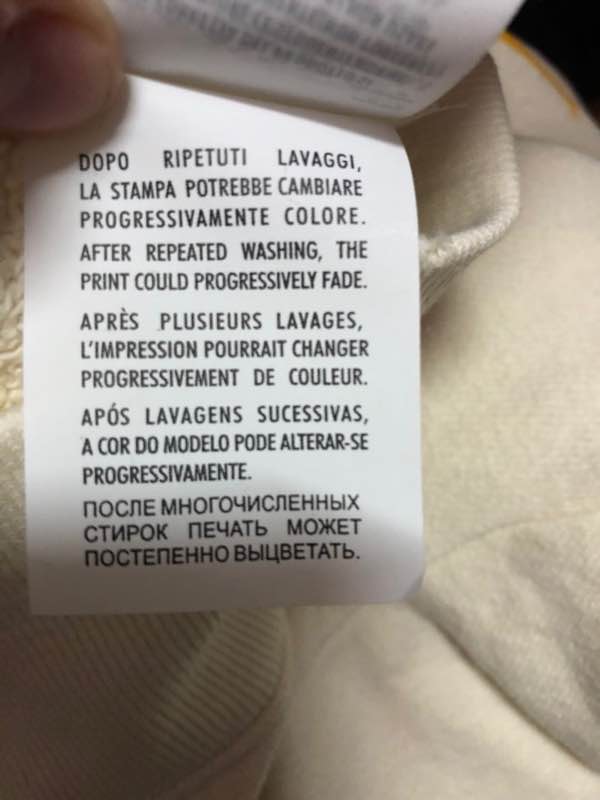 DOPO RIPETUTI LAVAGGI,
LA STAMPA POTREBBE CAMBIARE
PROGRESSIVAMENTE COLORE.
AFTER REPEATED WASHING, THE
PRINT COULD PROGRESSIVELY FADE.
APRÈS PLUSIEURS LAVAGES,
L'IMPRESSION POURRAIT CHANGER
PROGRESSIVEMENT DE COULEUR.
APÓS LAVAGENS SUCESSIVAS,
A COR DO MODELO PODE ALTERAR-SE
PROGRESSIVAMENTE.
ПОСЛЕ МНОГОЧИСЛЕННЫХ
СТИРОК ПЕЧАТЬ МОЖЕТ
ПОСТЕПЕННО ВЫЦВЕТАТЬ.